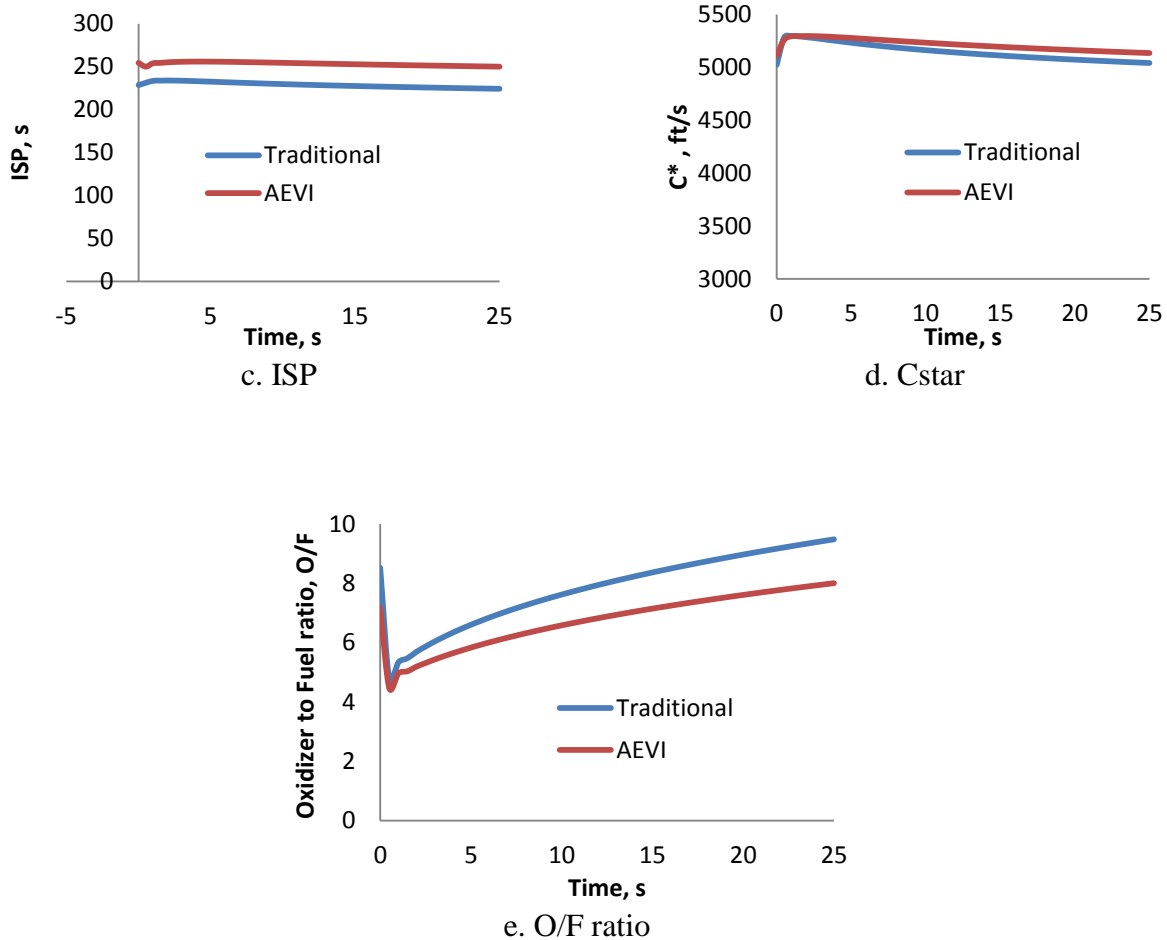 300
250
200
150
100
50
0
-5
5
15
25
ISP, s
Time, s
Traditional
AEVI
c. ISP
5500
5000
4500
4000
3500
3000
0
5
10
15
20
25
C* , ft/s
Time, s
Traditional
AEVI
d. Cstar
10
8
6
4
2
0
0
5
10
15
20
25
Oxidizer to Fuel ratio, O/F
Time, s
Traditional
AEVI
e. O/F ratio